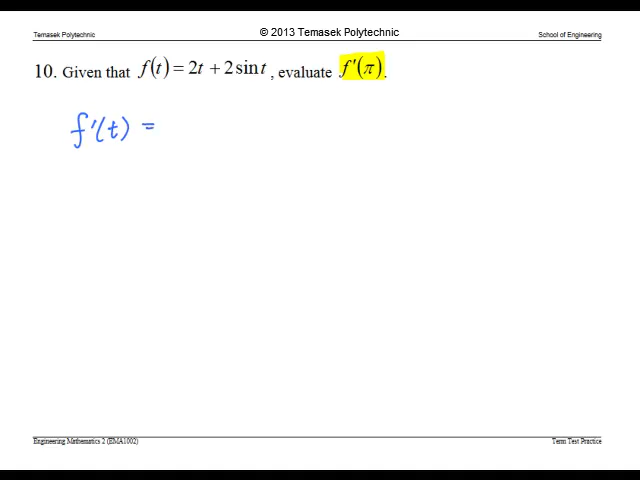 Temasek Polytechnic © 2013 Temasek Polytechnic School of Engineering
10. Given that f(t) = 2t + 2 sin t , evaluate f′(π).
f′(t) =
Engineering Mathematics 2 (EMA1002) Term Test Practice